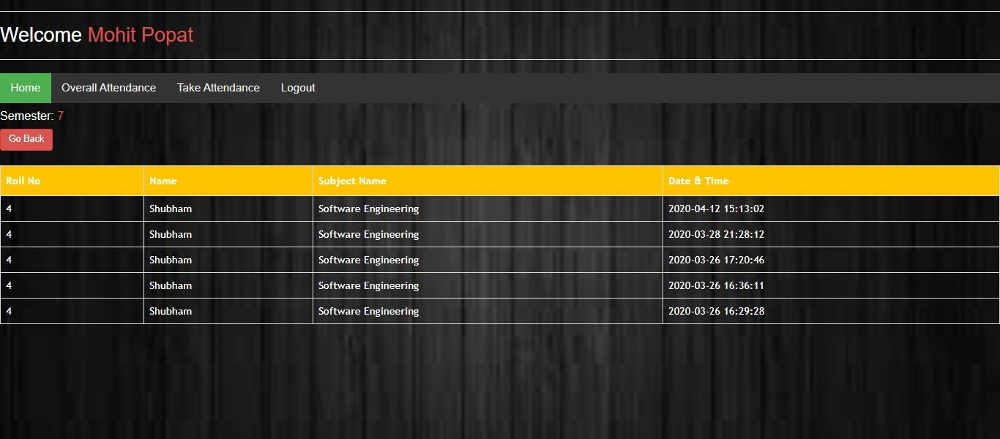 Welcome Mohit Popat
Home Overall Attendance Take Attendance Logout
Semester: 7
Go Back
Roll No Name Subject Name Date & Time
4 Shubham Software Engineering 2020-04-12 15:13:02
4 Shubham Software Engineering 2020-03-28 21:28:12
4 Shubham Software Engineering 2020-03-26 17:20:46
4 Shubham Software Engineering 2020-03-26 16:36:11
4 Shubham Software Engineering 2020-03-26 16:29:28